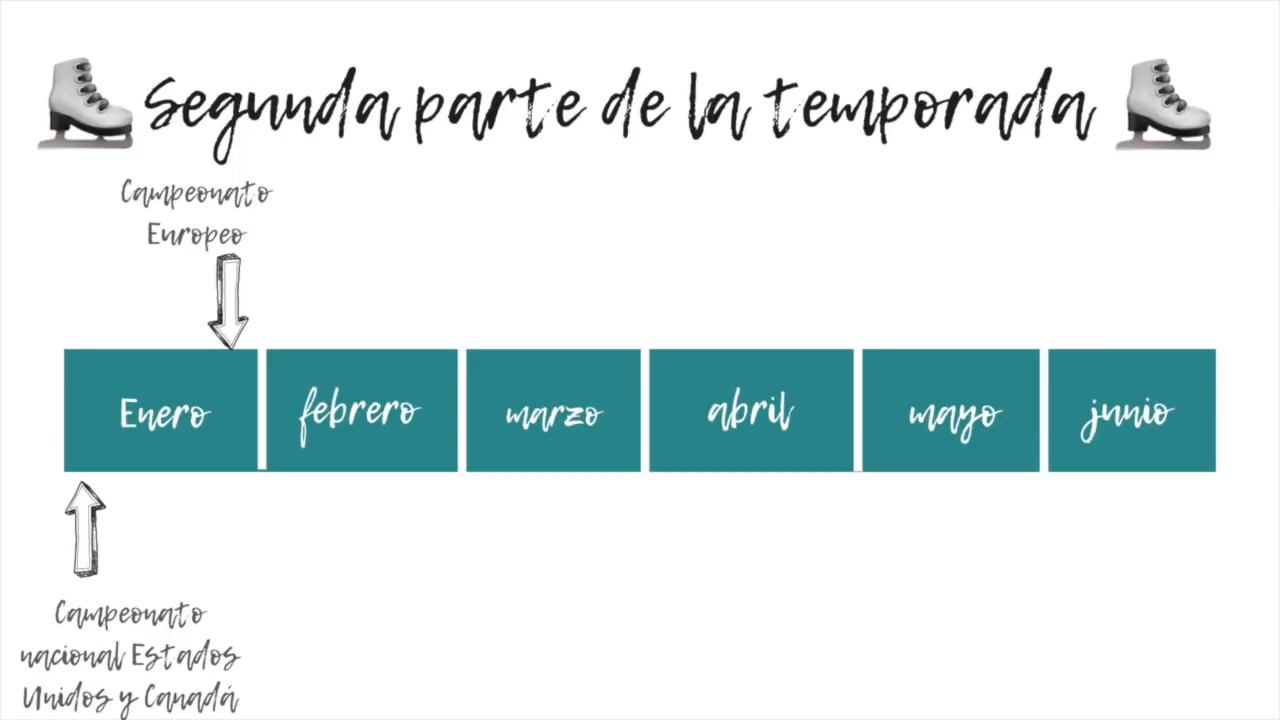 Segunda parte de la temporada
Campeonato
Europeo
Enero
febrero
marzo
abril
mayo
junio
Campeonato
nacional Estados
Unidos y Canadá